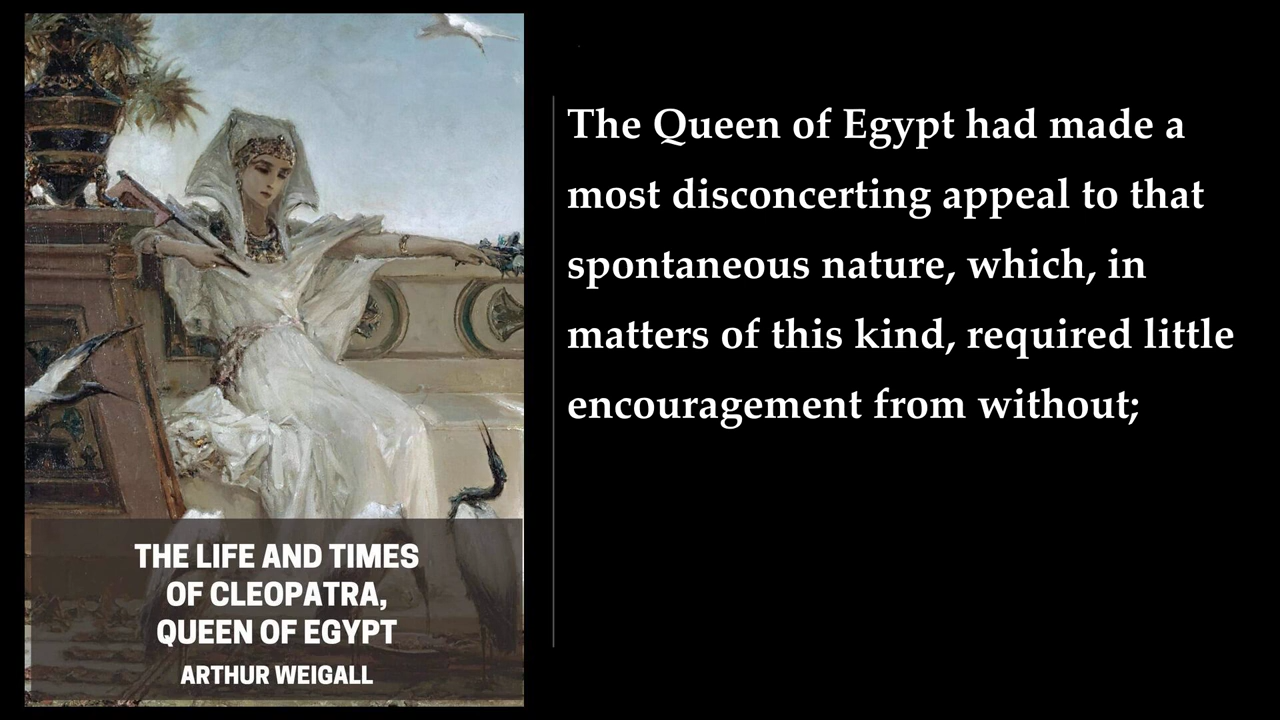 The Queen of Egypt had made a
most disconcerting appeal to that
spontaneous nature, which, in
matters of this kind, required little
encouragement from without;
THE LIFE AND TIMES
OF CLEOPATRA,
QUEEN OF EGYPT
ARTHUR WEIGALL